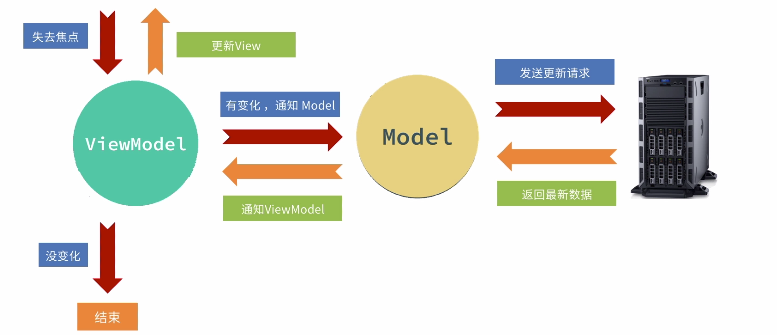 失去焦点
更新View
发送更新请求
有变化，通知 Model
ViewModel
Model
返回最新数据
通知ViewModel
没变化
结束